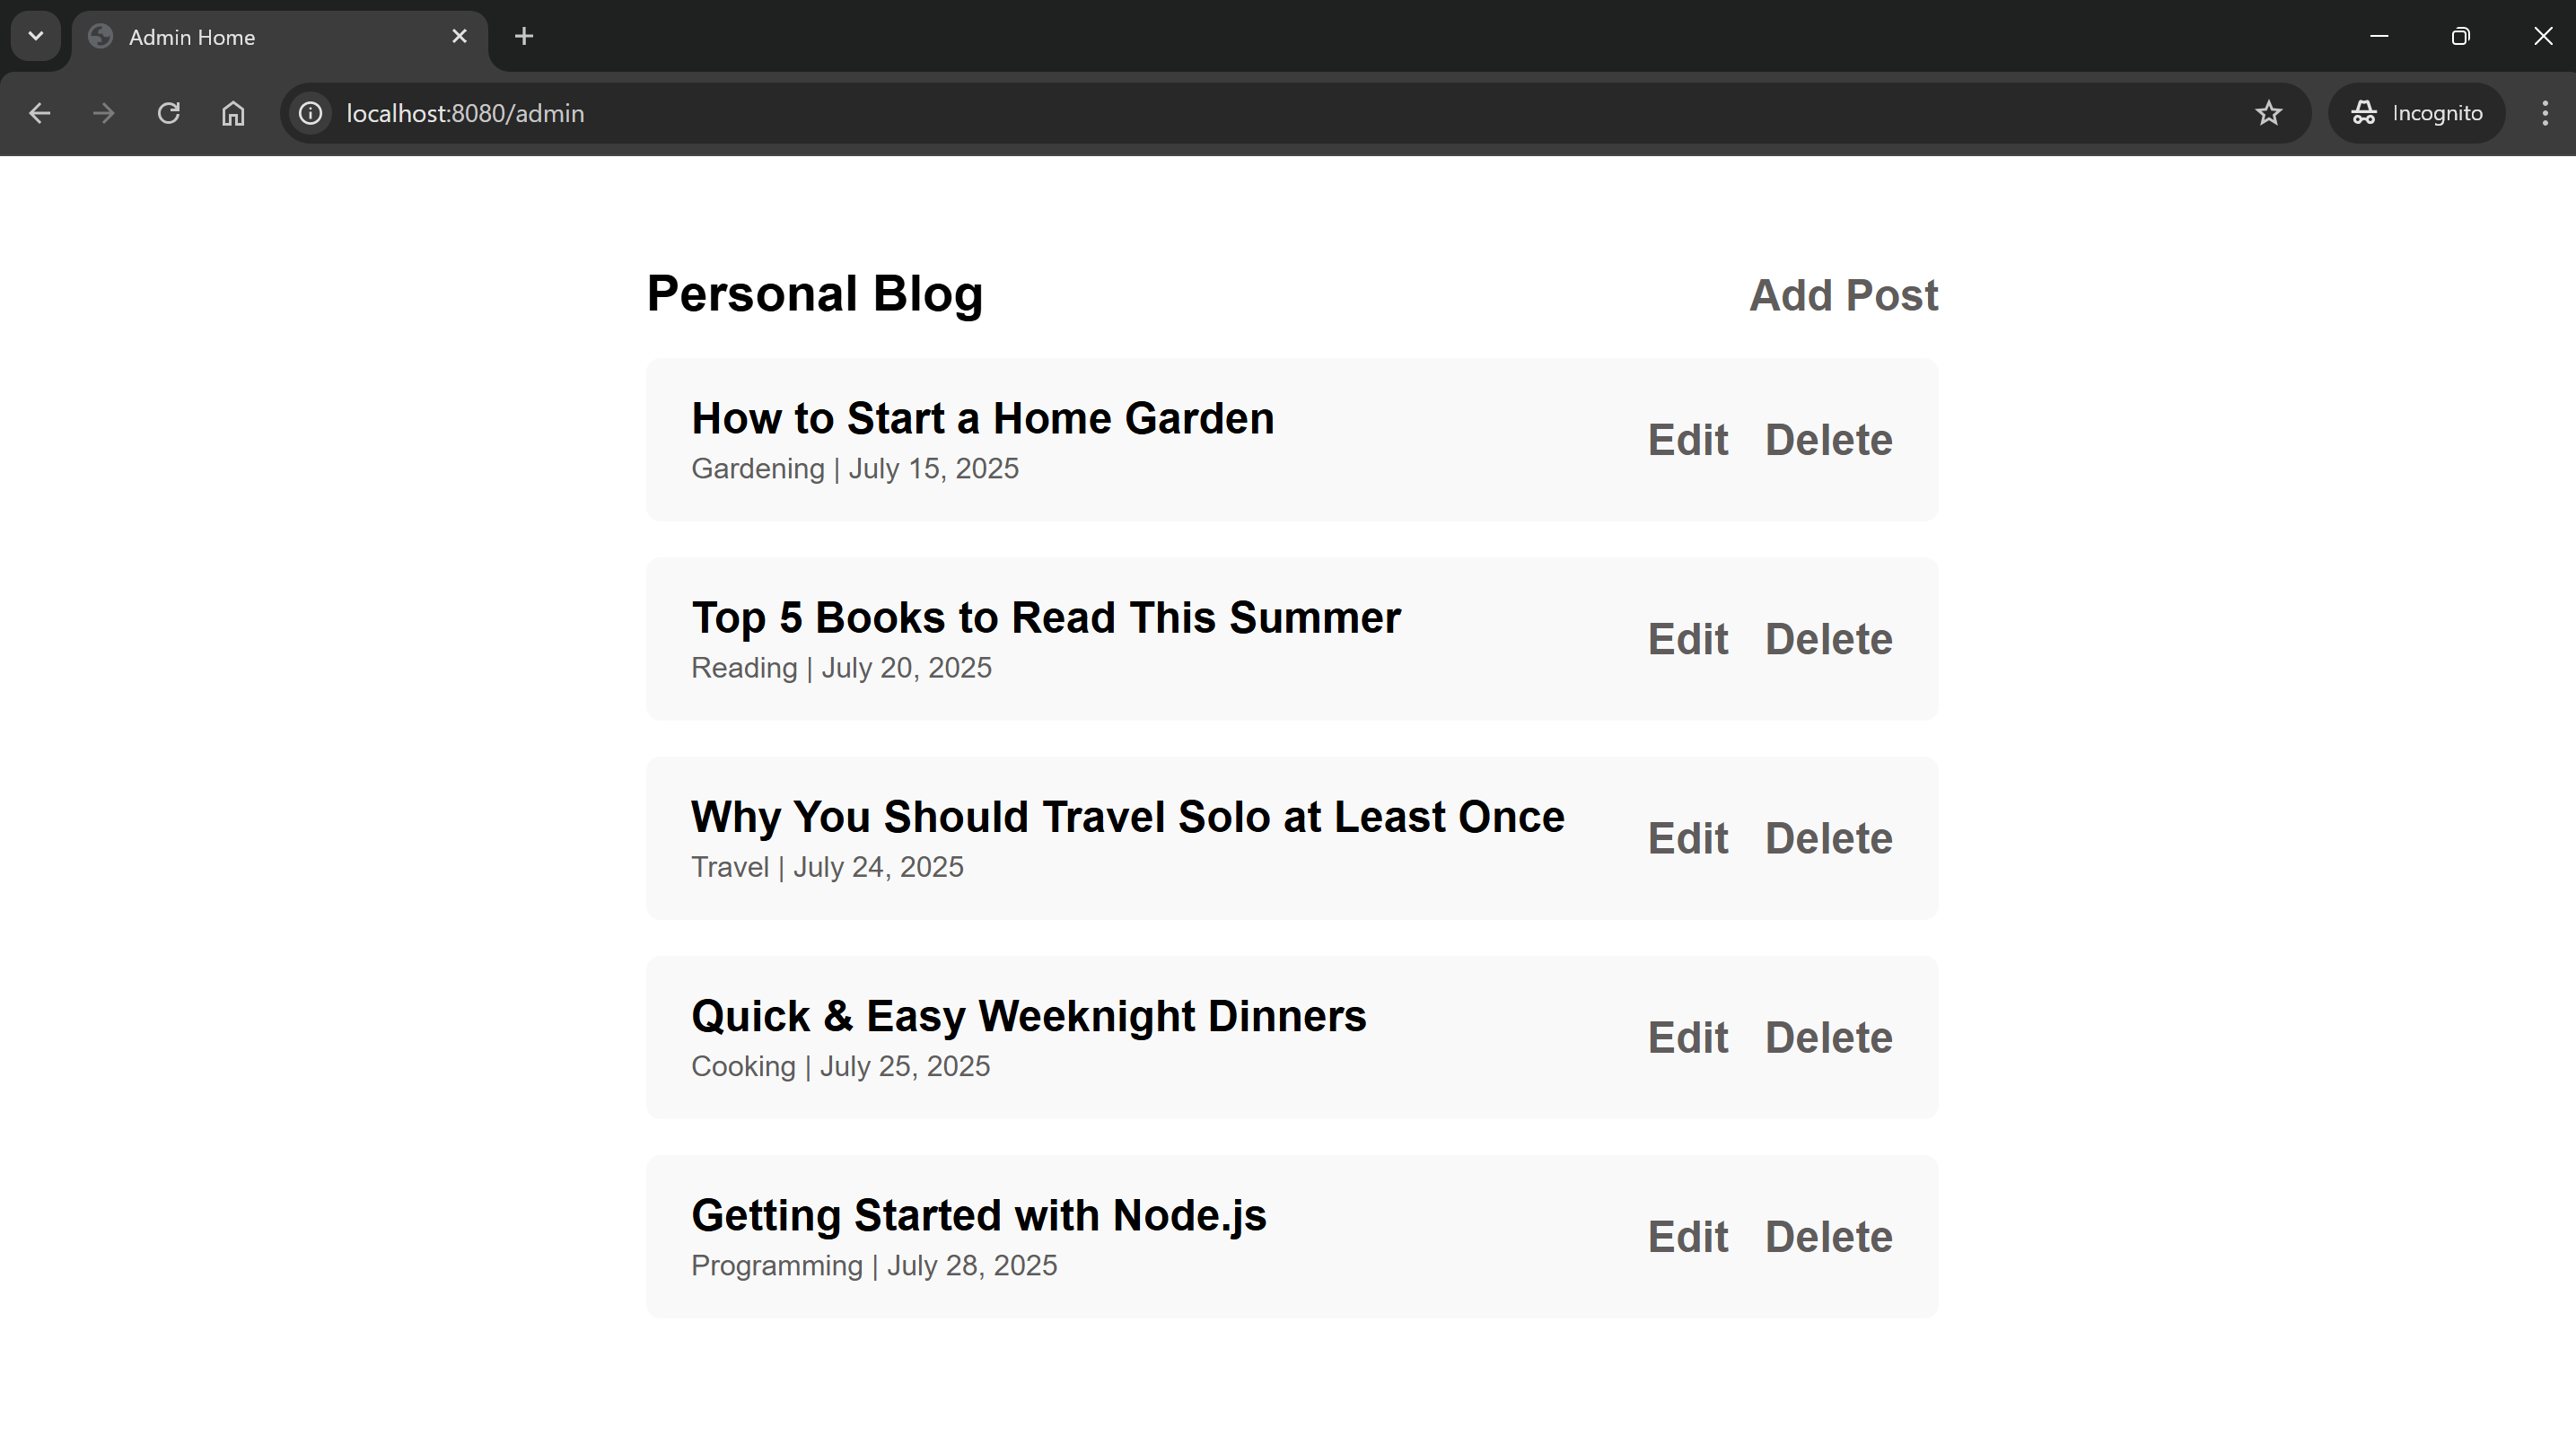 Admin Home
localhost:8080/admin
Incognito
Personal Blog
Add Post
How to Start a Home Garden
Gardening | July 15, 2025
Edit Delete
Top 5 Books to Read This Summer
Reading | July 20, 2025
Edit Delete
Why You Should Travel Solo at Least Once
Travel | July 24, 2025
Edit Delete
Quick & Easy Weeknight Dinners
Cooking | July 25, 2025
Edit Delete
Getting Started with Node.js
Programming | July 28, 2025
Edit Delete